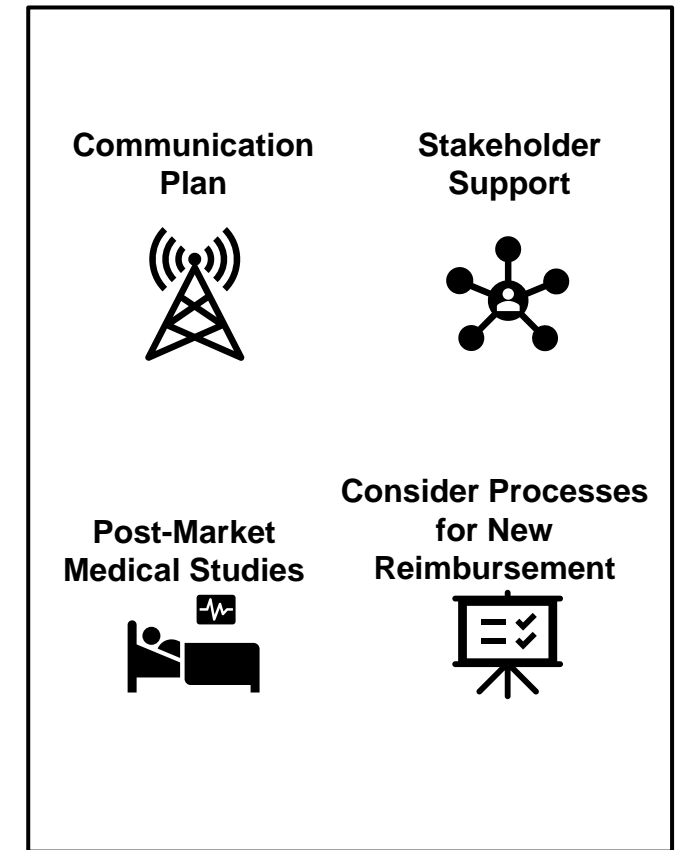 Communication
Plan
Stakeholder
Support
Post-Market
Medical Studies
Consider Processes
for New
Reimbursement